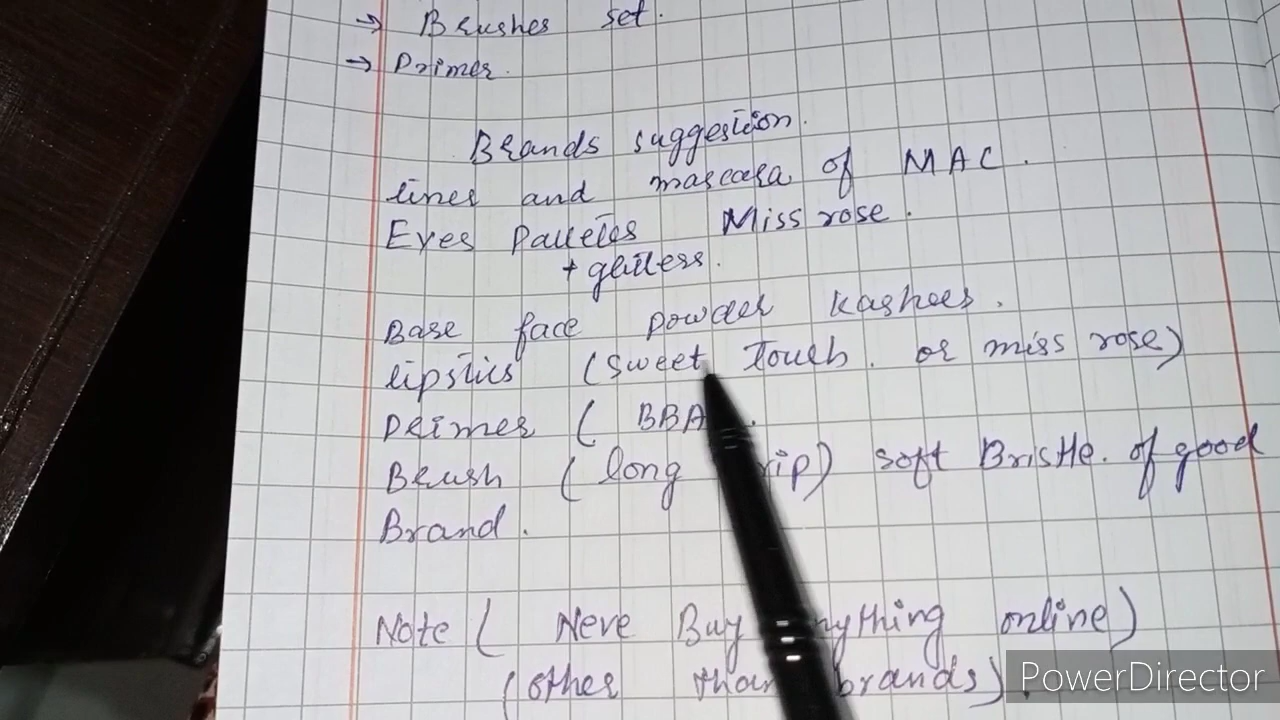 → Brushes set.
→ Primer.
Brands suggestion.
liner and mascara of MAC.
Eyes Palletes Miss rose.
+ glitters.
Base face powder kashees.
lipstics (sweet Touch. or miss rose)
Primer ( BBA .
Brush ( long rip) soft Bristle. of good
Brand.
Note ( Neve Buy nything online)
(other than brands).
PowerDirector